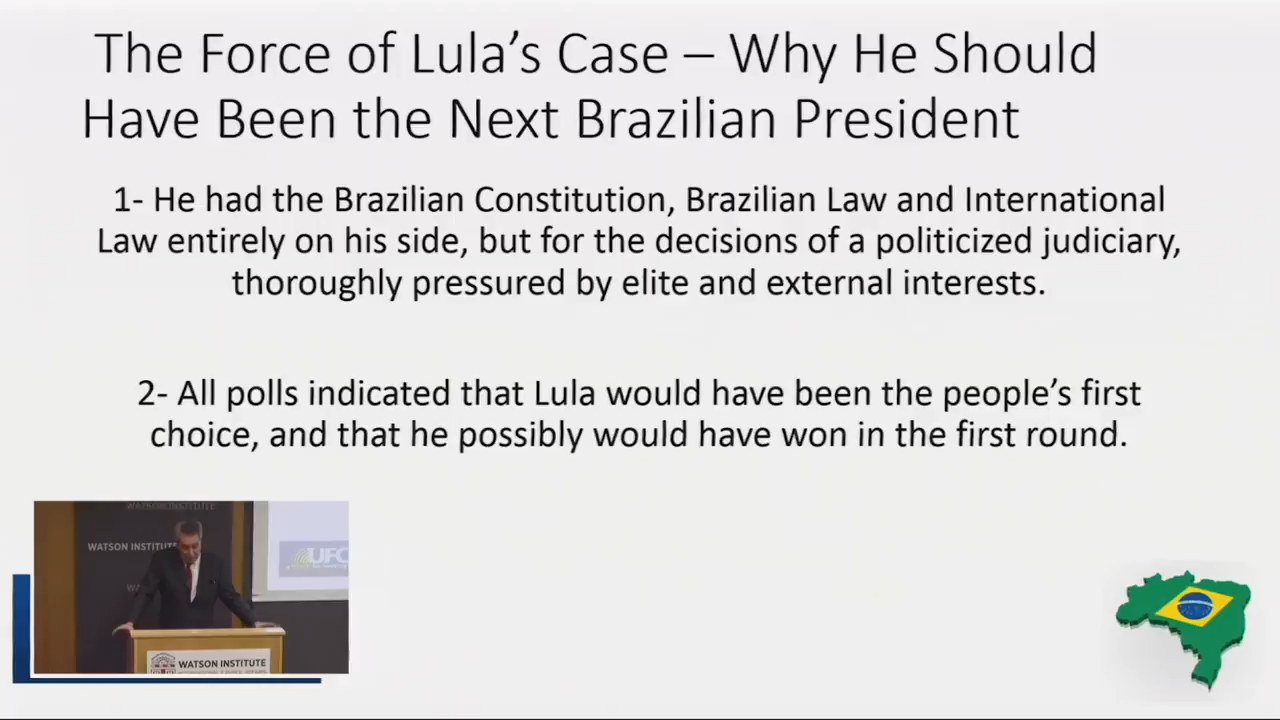 The Force of Lula's Case – Why He Should
Have Been the Next Brazilian President
1- He had the Brazilian Constitution, Brazilian Law and International
Law entirely on his side, but for the decisions of a politicized judiciary,
thoroughly pressured by elite and external interests.
2- All polls indicated that Lula would have been the people's first
choice, and that he possibly would have won in the first round.
WATSON INSTITUTE
WATSON INSTITUTE
UFC
WATSON INSTITUTE